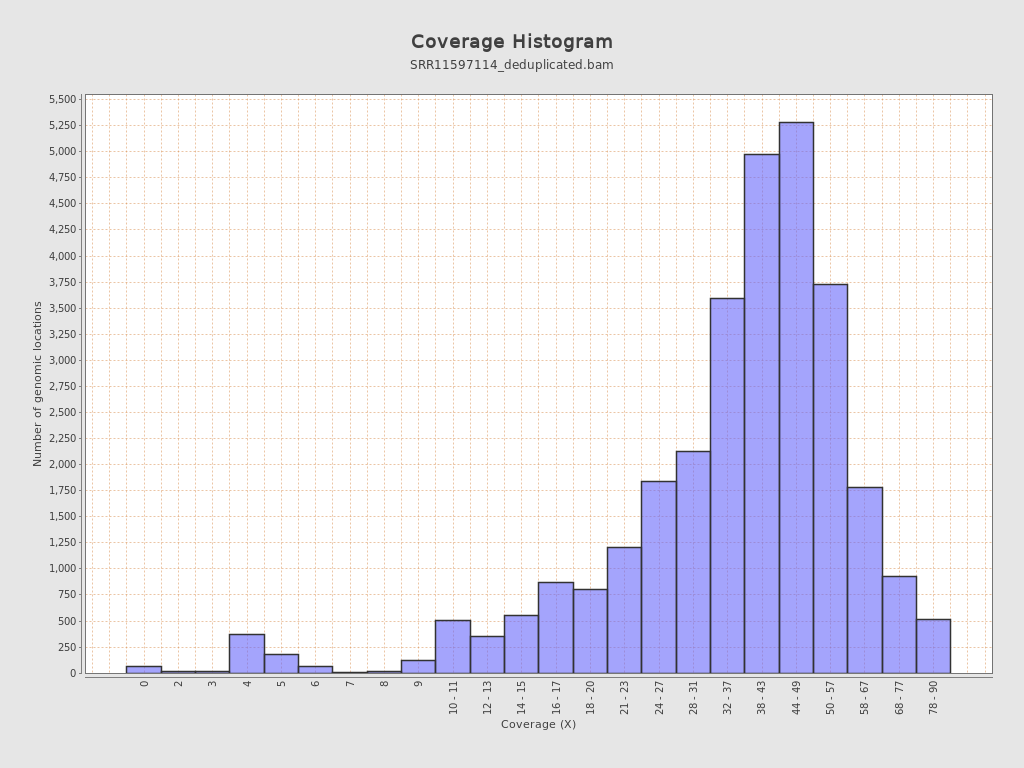 Coverage Histogram
SRR11597114_deduplicated.bam
Number of genomic locations
5,500
5,250
5,000
4,750
4,500
4,250
4,000
3,750
3,500
3,250
3,000
2,750
2,500
2,250
2,000
1,750
1,500
1,250
1,000
750
500
250
0
0
2
3
4
5
6
7
8
9
10 - 11
12 - 13
14 - 15
16 - 17
18 - 20
21 - 23
24 - 27
28 - 31
32 - 37
38 - 43
44 - 49
50 - 57
58 - 67
68 - 77
78 - 90
Coverage (X)